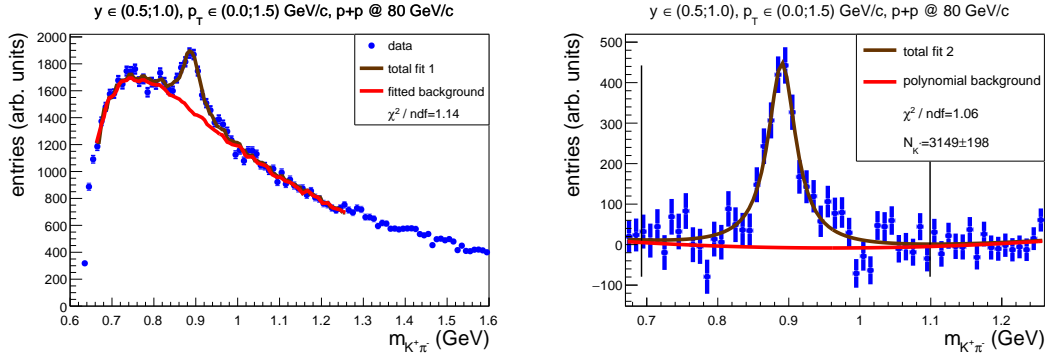 y ∈ (0.5;1.0), p_T ∈ (0.0;1.5) GeV/c, p+p @ 80 GeV/c
entries (arb. units)
2000
1800
1600
1400
1200
1000
800
600
400
200
0
data
total fit 1
fitted background
χ² / ndf=1.14
0.6 0.7 0.8 0.9 1 1.1 1.2 1.3 1.4 1.5 1.6
m_K⁺π⁻ (GeV)
y ∈ (0.5;1.0), p_T ∈ (0.0;1.5) GeV/c, p+p @ 80 GeV/c
entries (arb. units)
500
400
300
200
100
0
−100
total fit 2
polynomial background
χ² / ndf=1.06
N_K*=3149±198
0.7 0.8 0.9 1 1.1 1.2
m_K⁺π⁻ (GeV)